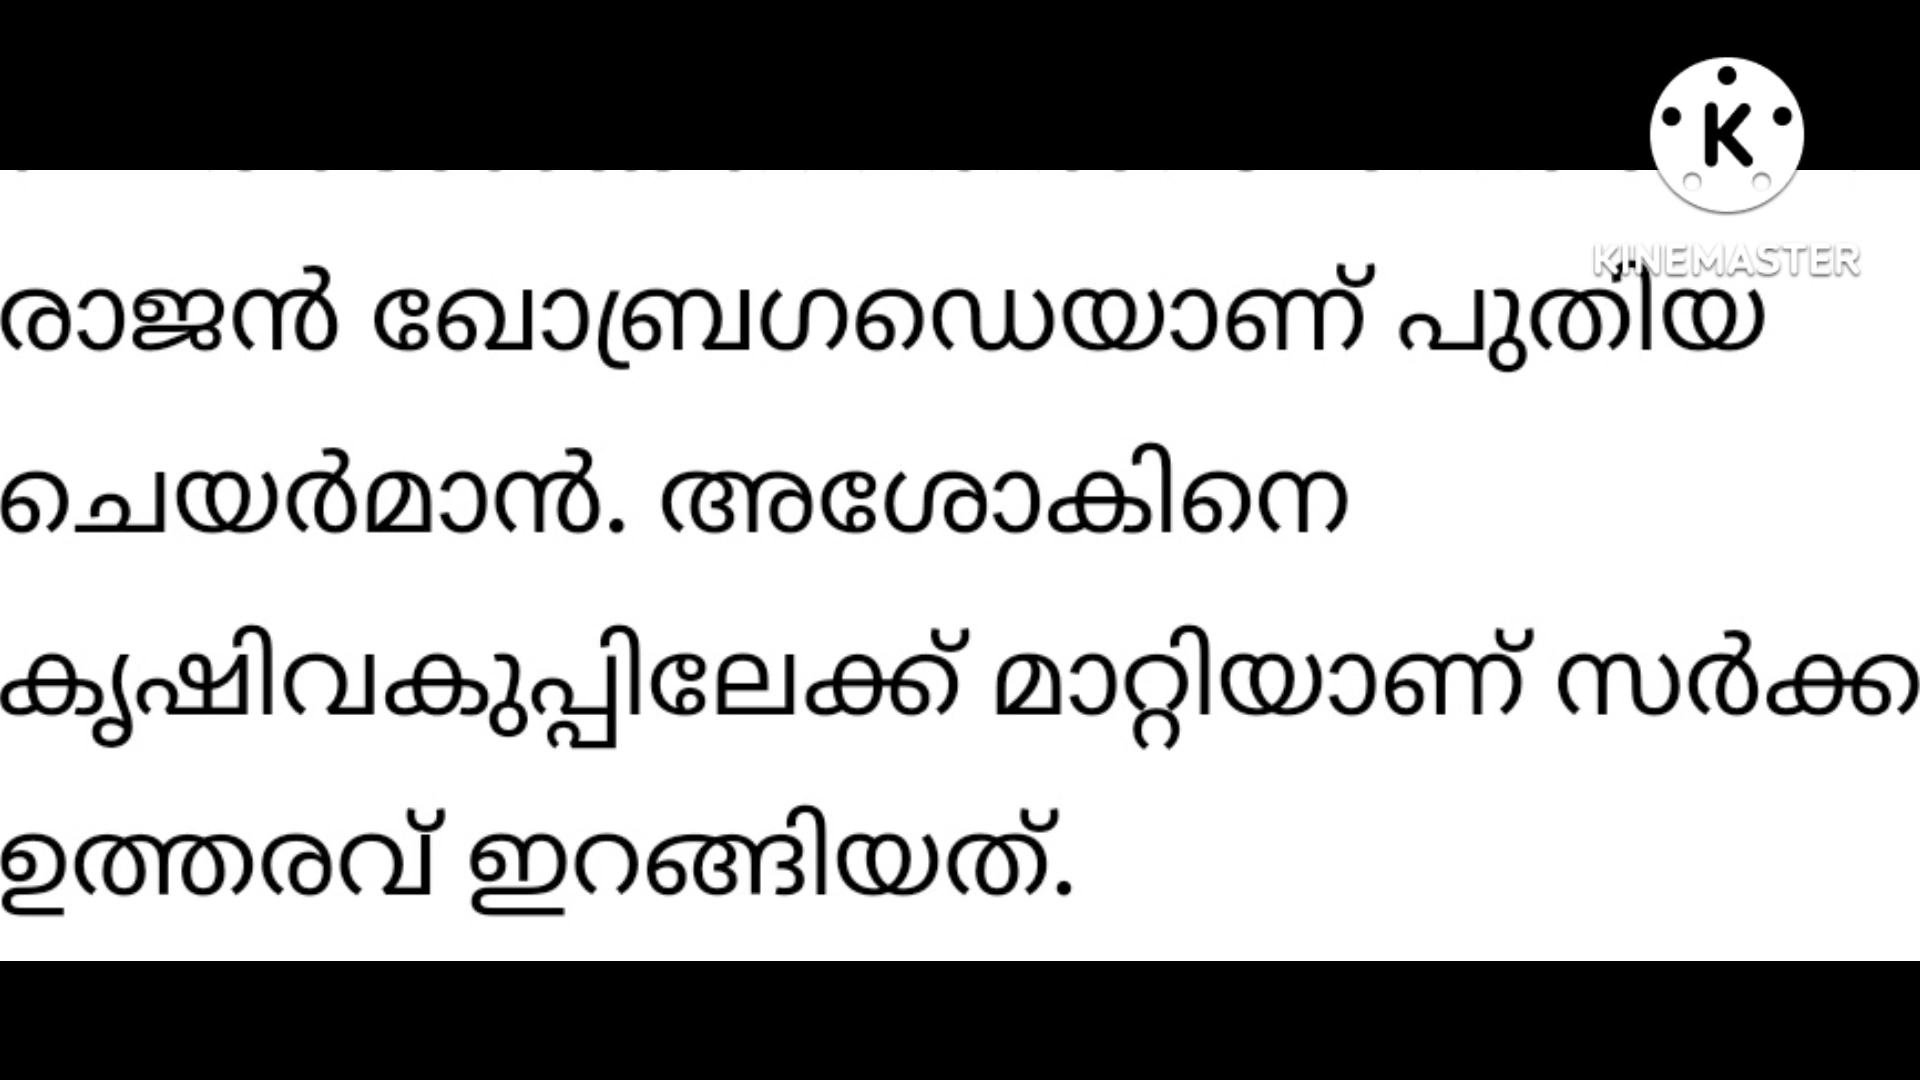 K
KINEMASTER
രാജൻ ഖോബ്രഗഡെയാണ് പുതിയ
ചെയർമാൻ. അശോകിനെ
കൃഷിവകുപ്പിലേക്ക് മാറ്റിയാണ് സർക്ക
ഉത്തരവ് ഇറങ്ങിയത്.